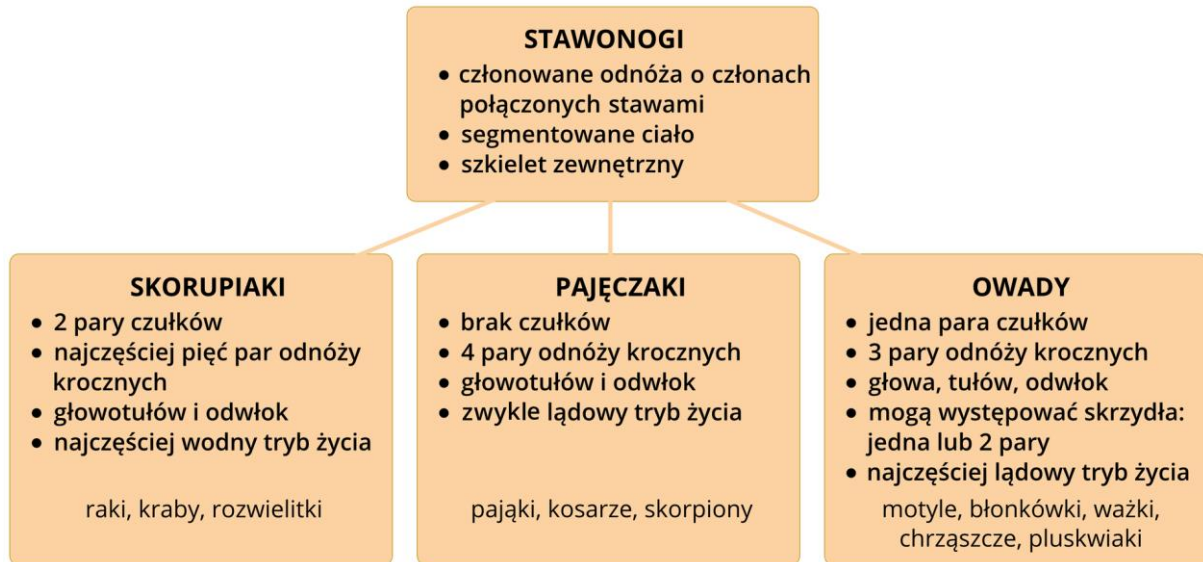 STAWONOGI
• członowane odnóża o członach
połączonych stawami
• segmentowane ciało
• szkielet zewnętrzny
SKORUPIAKI
• 2 pary czułków
• najczęściej pięć par odnóży
krocznych
• głowotułów i odwłok
• najczęściej wodny tryb życia
raki, kraby, rozwielitki
PAJĘCZAKI
• brak czułków
• 4 pary odnóży krocznych
• głowotułów i odwłok
• zwykle lądowy tryb życia
pająki, kosarze, skorpiony
OWADY
• jedna para czułków
• 3 pary odnóży krocznych
• głowa, tułów, odwłok
• mogą występować skrzydła:
jedna lub 2 pary
• najczęściej lądowy tryb życia
motyle, błonkówki, ważki,
chrząszcze, pluskwiaki